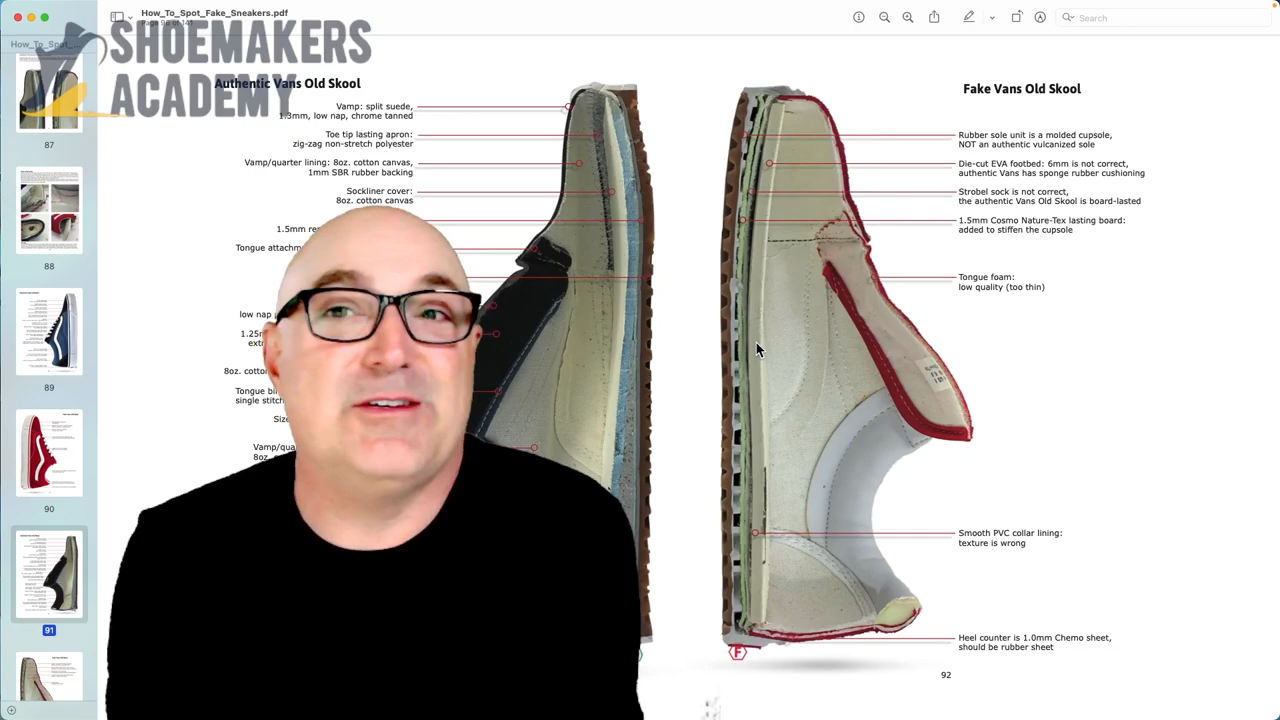 How_To_Spot_Fake_Sneakers.pdf
Page 96 of 141
Search
How_To_Spot_
SHOEMAKERS
ACADEMY
87
88
89
90
91
Authentic Vans Old Skool
Vamp: split suede,
1.3mm, low nap, chrome tanned
Toe tip lasting apron:
zig-zag non-stretch polyester
Vamp/quarter lining: 8oz. cotton canvas,
1mm SBR rubber backing
Sockliner cover:
8oz. cotton canvas
1.5mm
Tongue
low nap
8oz.
Tongue
single
Fake Vans Old Skool
Rubber sole unit is a molded cupsole,
NOT an authentic vulcanized sole
Die-cut EVA footbed: 6mm is not correct,
authentic Vans has sponge rubber cushioning
Strobel sock is not correct,
the authentic Vans Old Skool is board-lasted
1.5mm Cosmo Nature-Tex lasting board:
added to stiffen the cupsole
Tongue foam:
low quality (too thin)
Smooth PVC collar lining:
texture is wrong
Heel counter is 1.0mm Chemo sheet,
should be rubber sheet
F
92